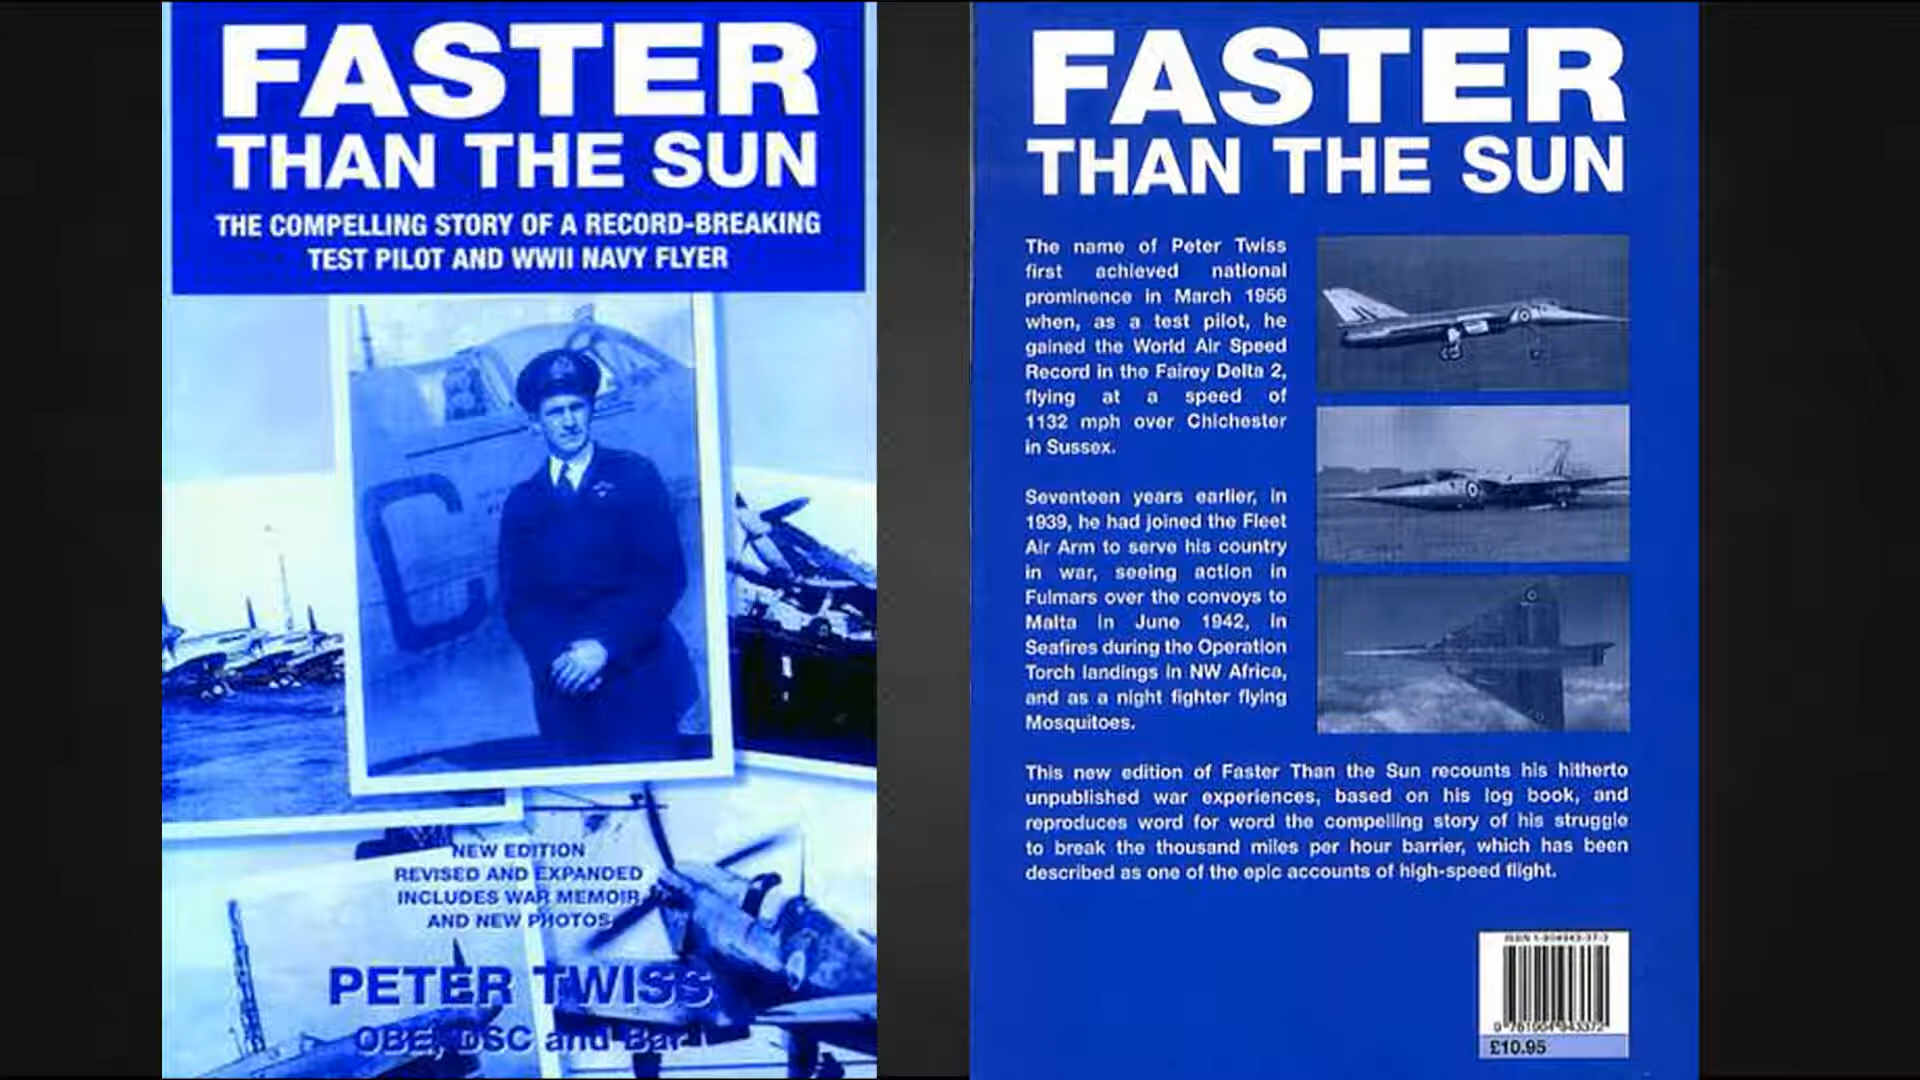 FASTER
THAN THE SUN
THE COMPELLING STORY OF A RECORD-BREAKING
TEST PILOT AND WWII NAVY FLYER
C
NEW EDITION
REVISED AND EXPANDED
INCLUDES WAR MEMOIR
AND NEW PHOTOS
PETER TWISS
OBE, DSC and Bar
FASTER
THAN THE SUN
The name of Peter Twiss
first achieved national
prominence in March 1956
when, as a test pilot, he
gained the World Air Speed
Record in the Fairey Delta 2,
flying at a speed of
1132 mph over Chichester
in Sussex.
Seventeen years earlier, in
1939, he had joined the Fleet
Air Arm to serve his country
in war, seeing action in
Fulmars over the convoys to
Malta in June 1942, in
Seafires during the Operation
Torch landings in NW Africa,
and as a night fighter flying
Mosquitoes.
This new edition of Faster Than the Sun recounts his hitherto
unpublished war experiences, based on his log book, and
reproduces word for word the compelling story of his struggle
to break the thousand miles per hour barrier, which has been
described as one of the epic accounts of high-speed flight.
ISBN
£10.95